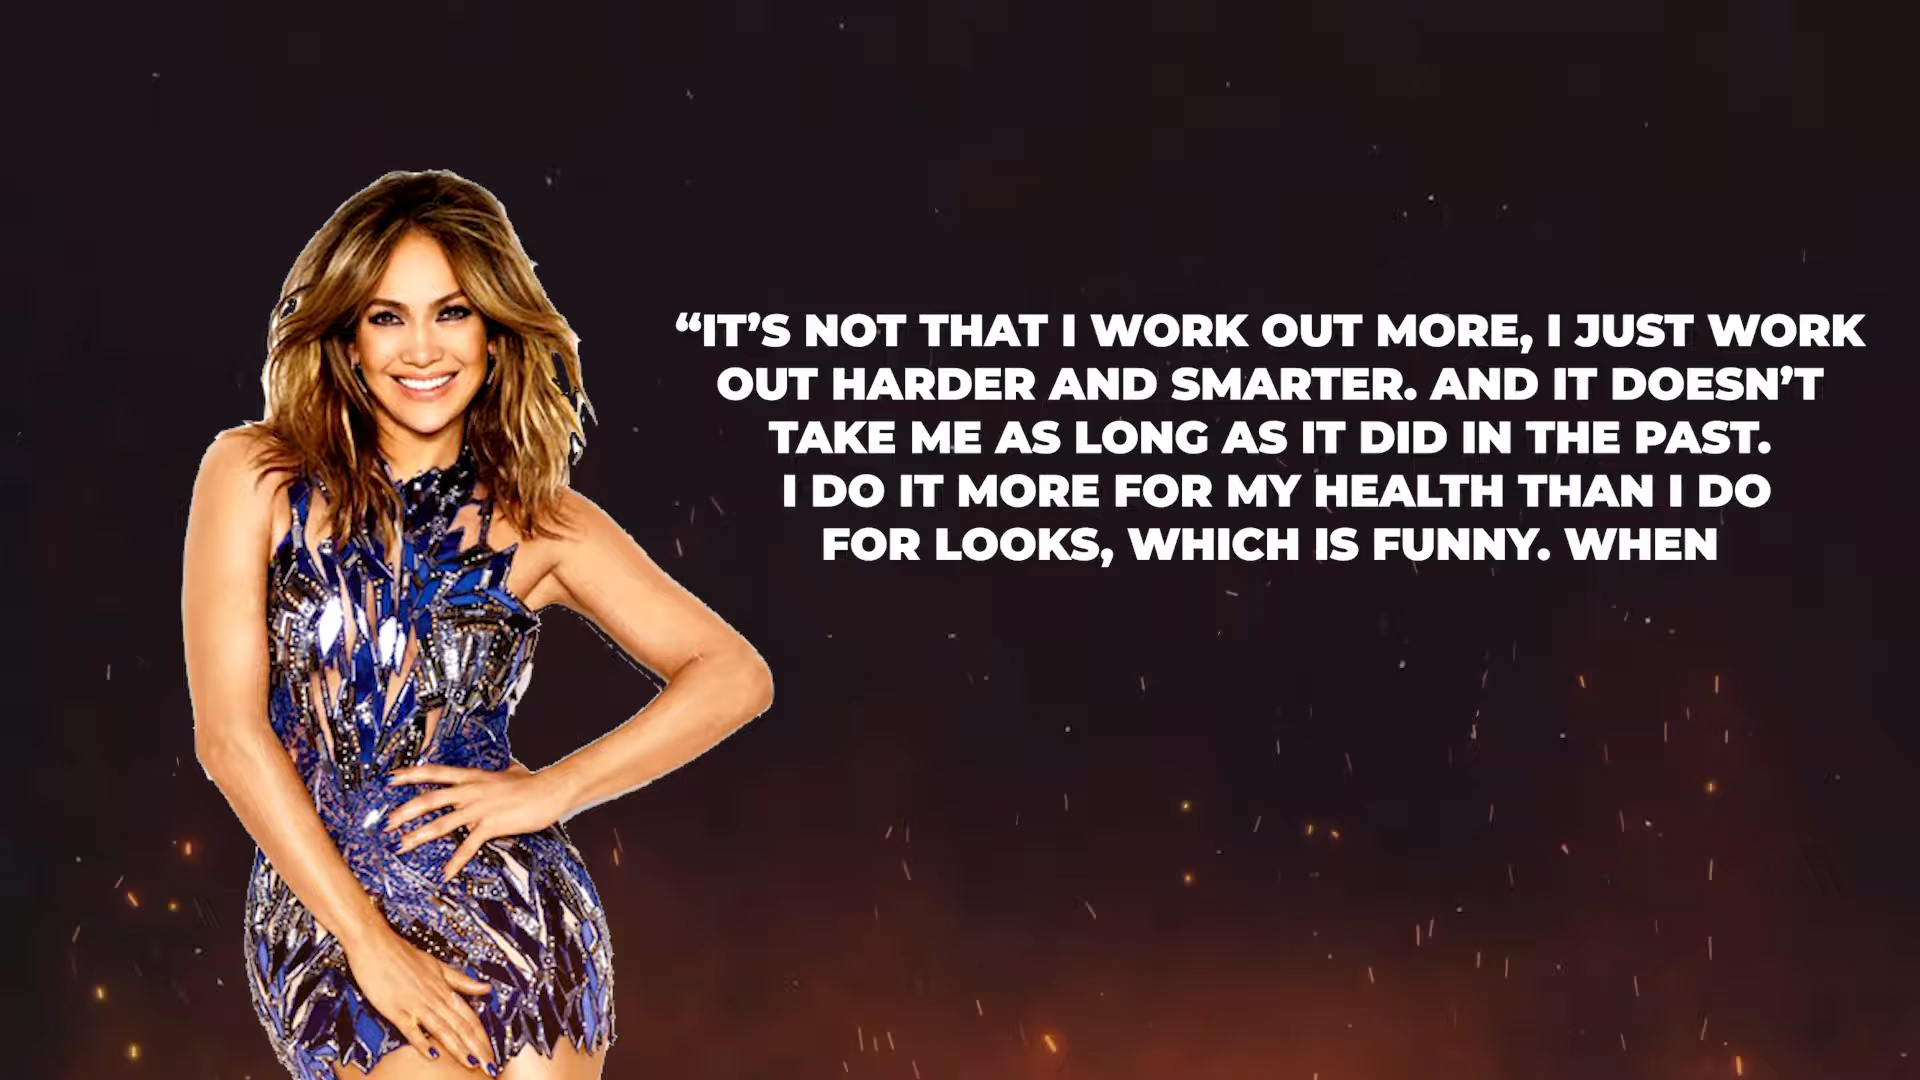 “IT’S NOT THAT I WORK OUT MORE, I JUST WORK
OUT HARDER AND SMARTER. AND IT DOESN’T
TAKE ME AS LONG AS IT DID IN THE PAST.
I DO IT MORE FOR MY HEALTH THAN I DO
FOR LOOKS, WHICH IS FUNNY. WHEN